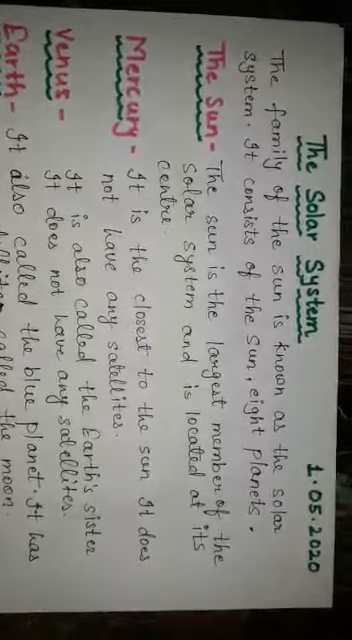 The Solar System 1.05.2020
The family of the sun is known as the solar
system. It consists of the sun, eight planets.
The Sun - The sun is the largest member of the
solar system and is located at its
centre.
Mercury - It is the closest to the sun It does
not have any satellites.
Venus - It is also called the Earth's sister
It does not have any satellites.
Earth - It also called the blue planet. It has
called the moon.